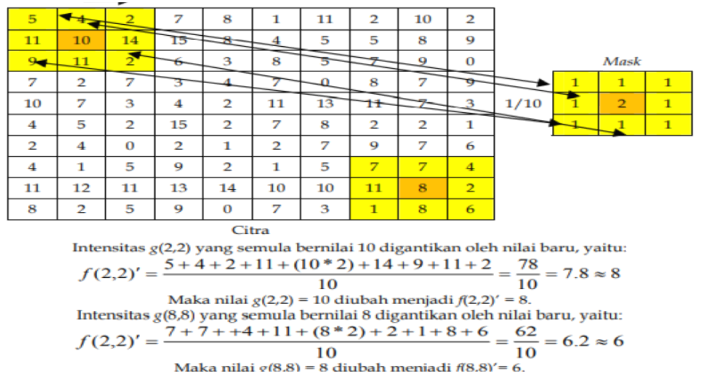 5 4 2 7 8 1 11 2 10 2
11 10 14 15 8 4 5 5 8 9
9 11 2 6 3 8 5 7 9 0
Mask
7 2 7 3 4 7 0 8 7 9
1 1 1
10 7 3 4 2 11 13 11 7 3
1/10
1 2 1
4 5 2 15 2 7 8 2 2 1
1 1 1
2 4 0 2 1 2 7 9 7 6
4 1 5 9 2 1 5 7 7 4
11 12 11 13 14 10 10 11 8 2
8 2 5 9 0 7 3 1 8 6
Citra
Intensitas g(2,2) yang semula bernilai 10 digantikan oleh nilai baru, yaitu:
f(2,2)′ = (5+4+2+11+(10*2)+14+9+11+2)/10 = 78/10 = 7.8 ≈ 8
Maka nilai g(2,2) = 10 diubah menjadi f(2,2)′ = 8.
Intensitas g(8,8) yang semula bernilai 8 digantikan oleh nilai baru, yaitu:
f(2,2)′ = (7+7++4+11+(8*2)+2+1+8+6)/10 = 62/10 = 6.2 ≈ 6
Maka nilai g(8,8) = 8 diubah menjadi f(8,8)′= 6.